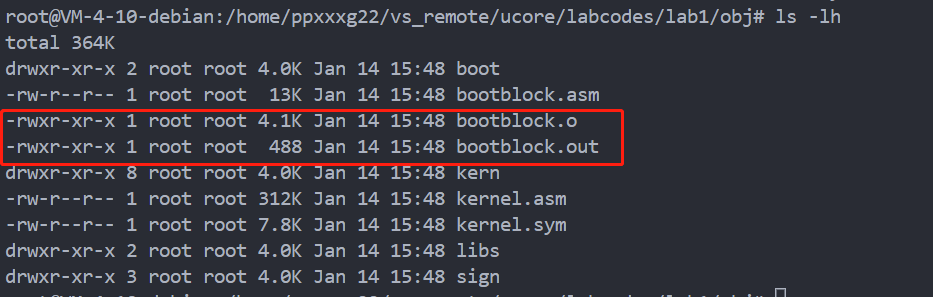 root@VM-4-10-debian:/home/ppxxxg22/vs_remote/ucore/labcodes/lab1/obj# ls -lh
total 364K
drwxr-xr-x 2 root root 4.0K Jan 14 15:48 boot
-rw-r--r-- 1 root root  13K Jan 14 15:48 bootblock.asm
-rwxr-xr-x 1 root root 4.1K Jan 14 15:48 bootblock.o
-rwxr-xr-x 1 root root  488 Jan 14 15:48 bootblock.out
drwxr-xr-x 8 root root 4.0K Jan 14 15:48 kern
-rw-r--r-- 1 root root 312K Jan 14 15:48 kernel.asm
-rw-r--r-- 1 root root 7.8K Jan 14 15:48 kernel.sym
drwxr-xr-x 2 root root 4.0K Jan 14 15:48 libs
drwxr-xr-x 3 root root 4.0K Jan 14 15:48 sign